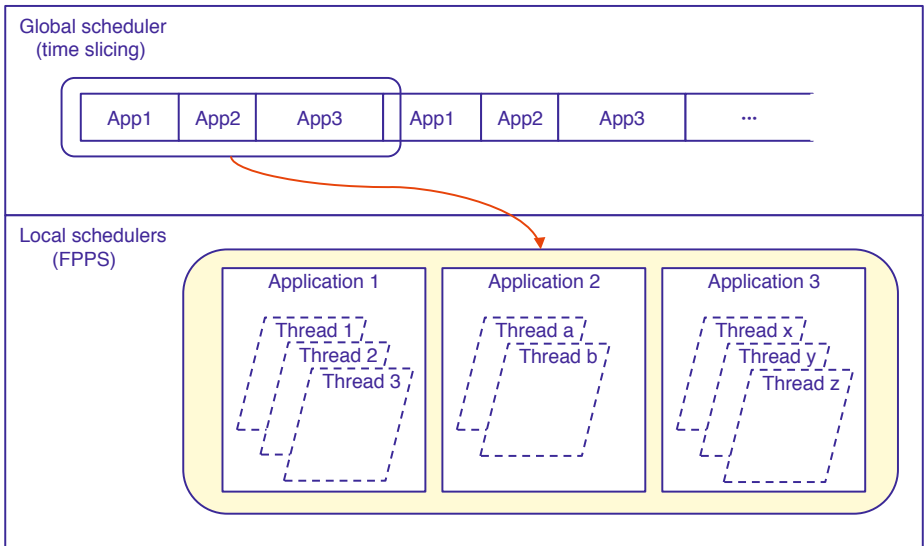 Global scheduler
(time slicing)
App1 App2 App3 App1 App2 App3 ...
Local schedulers
(FPPS)
Application 1 Application 2 Application 3
Thread 1 Thread a Thread x
Thread 2 Thread b Thread y
Thread 3 Thread z